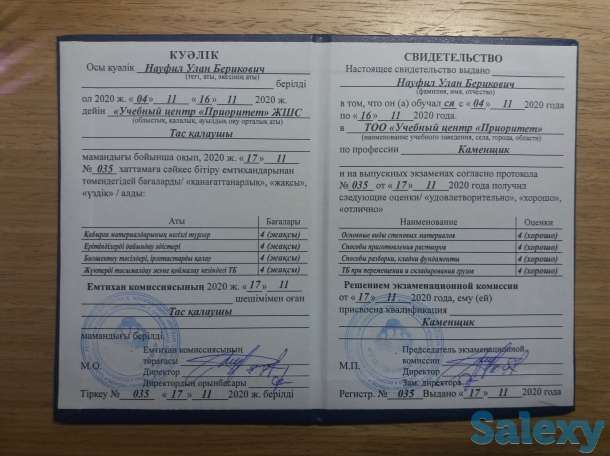 КУӘЛІК
Осы куәлік Науфил Улан Берикович
(тегі, аты, әкесінің аты)
берілді
ол 2020 ж. «04» 11 «16» 11 2020 ж.
дейін «Учебный центр «Приоритет» ЖШС
(облыстық, қалалық, ауылдың оқу орталық аты)
Тас қалаушы
мамандығы бойынша оқып, 2020 ж. «17» 11
№ 035 хаттамаға сәйкес бітіру емтихандарынан
төмендегідей бағаларды/ «қанағаттанарлық», «жақсы»,
«үздік» / алды:
Аты Бағалары
Қабырға материалдарының негізгі түрлер 4 (жақсы)
Ерітінділерді дайындау әдістері 4 (жақсы)
Бөлшектеу тәсілдері, іргетастарды қалау 4 (жақсы)
Жүктерді тасымалдау және қоймалау кезіндегі ТБ 4 (жақсы)
Емтихан комиссиясының 2020 ж. «17» 11
шешімімен оған
Тас қалаушы
мамандығы берілді.
Емтихан комиссиясының
төрағасы
М.О. Директор
Директордың орынбасары
Тіркеу № 035 «17» 11 2020 ж. берілді
СВИДЕТЕЛЬСТВО
Настоящее свидетельство выдано
Науфил Улан Берикович
(фамилия, имя, отчество)
в том, что он (а) обучал ся с «04» 11 2020 года
по «16» 11 2020 года
в ТОО «Учебный центр «Приоритет»
(наименование учебного заведения, села, города, области)
по профессии Каменщик
и на выпускных экзаменах согласно протокола
№ 035 от «17» 11 2020 года получил
следующие оценки/ «удовлетворительно», «хорошо»,
«отлично»
Наименование Оценки
Основные виды стеновых материалов 4 (хорошо)
Способы приготовления растворов 4 (хорошо)
Способы разборки, кладки фундаменты 4 (хорошо)
ТБ при перемещении и складировании грузов 4 (хорошо)
Решением экзаменационной комиссии
от «17» 11 2020 года, ему (ей)
присвоена квалификация
Каменщик
Председатель экзаменационной
комиссии
М.П. Директор
Зам. директора
Регистр. № 035 Выдано «17» 11 2020 года
Salexy